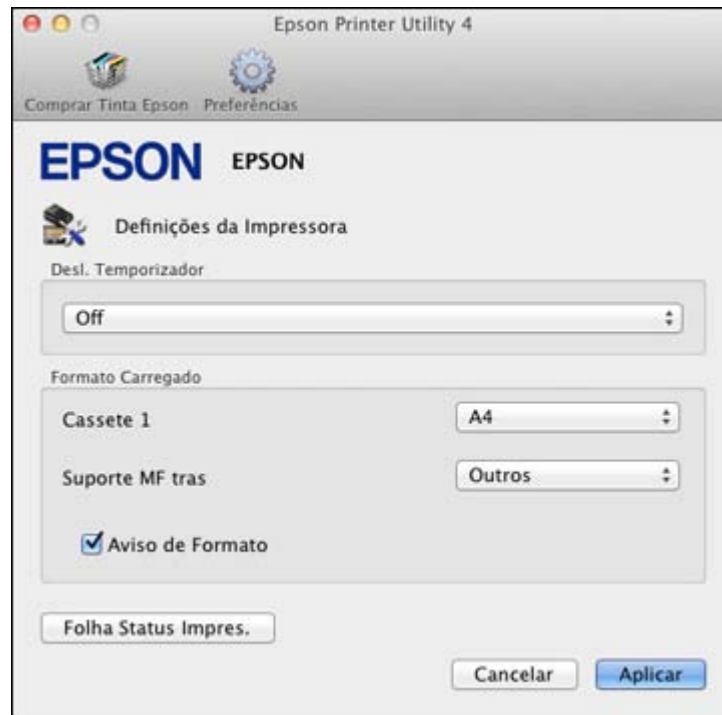 Epson Printer Utility 4
Comprar Tinta Epson Preferências
EPSON EPSON
Definições da Impressora
Desl. Temporizador
Off
Formato Carregado
Cassete 1 A4
Suporte MF tras Outros
Aviso de Formato
Folha Status Impres.
Cancelar Aplicar